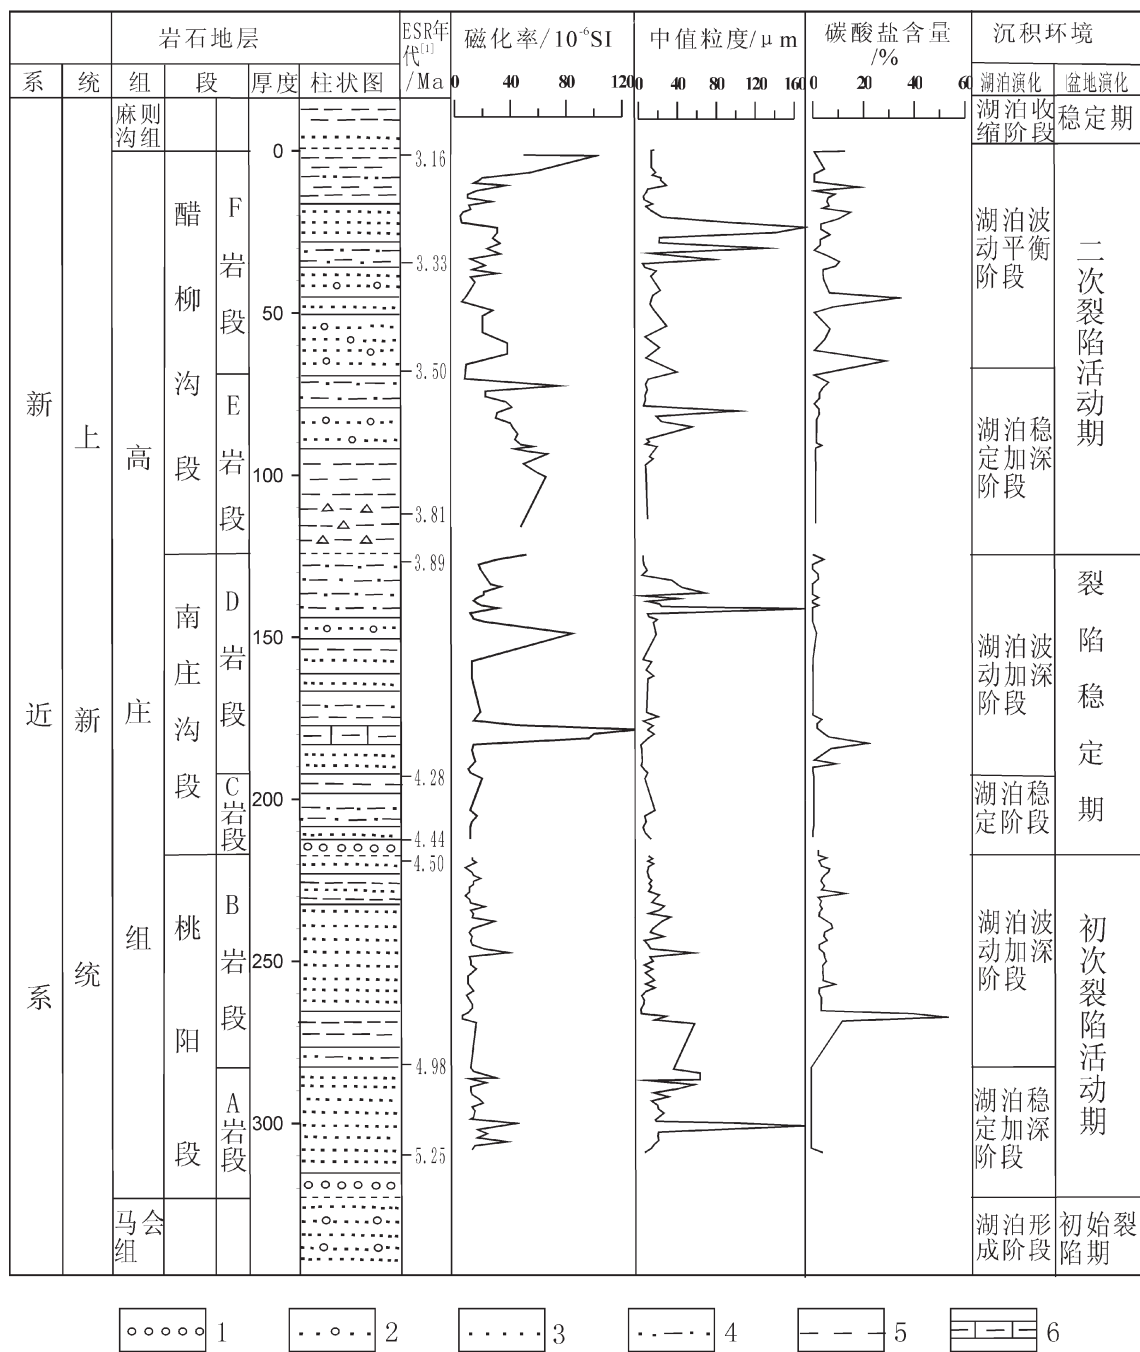 岩石地层
ESR年代[1]/Ma
磁化率/10⁻⁶SI
中值粒度/μm
碳酸盐含量/%
沉积环境
系 统 组 段 厚度 柱状图
湖泊演化 盆地演化
0 40 80 120
0 40 80 120 160
0 20 40 60
新近系
上新统
麻则沟组
高庄组
马会组
醋柳沟段
南庄沟段
桃阳段
F岩段
E岩段
D岩段
C岩段
B岩段
A岩段
0
50
100
150
200
250
300
3.16
3.33
3.50
3.81
3.89
4.28
4.44
4.50
4.98
5.25
湖泊收缩阶段
湖泊波动平衡阶段
湖泊稳定加深阶段
湖泊波动加深阶段
湖泊稳定阶段
湖泊波动加深阶段
湖泊稳定加深阶段
湖泊形成阶段
稳定期
二次裂陷活动期
裂陷稳定期
初次裂陷活动期
初始裂陷期
1 2 3 4 5 6